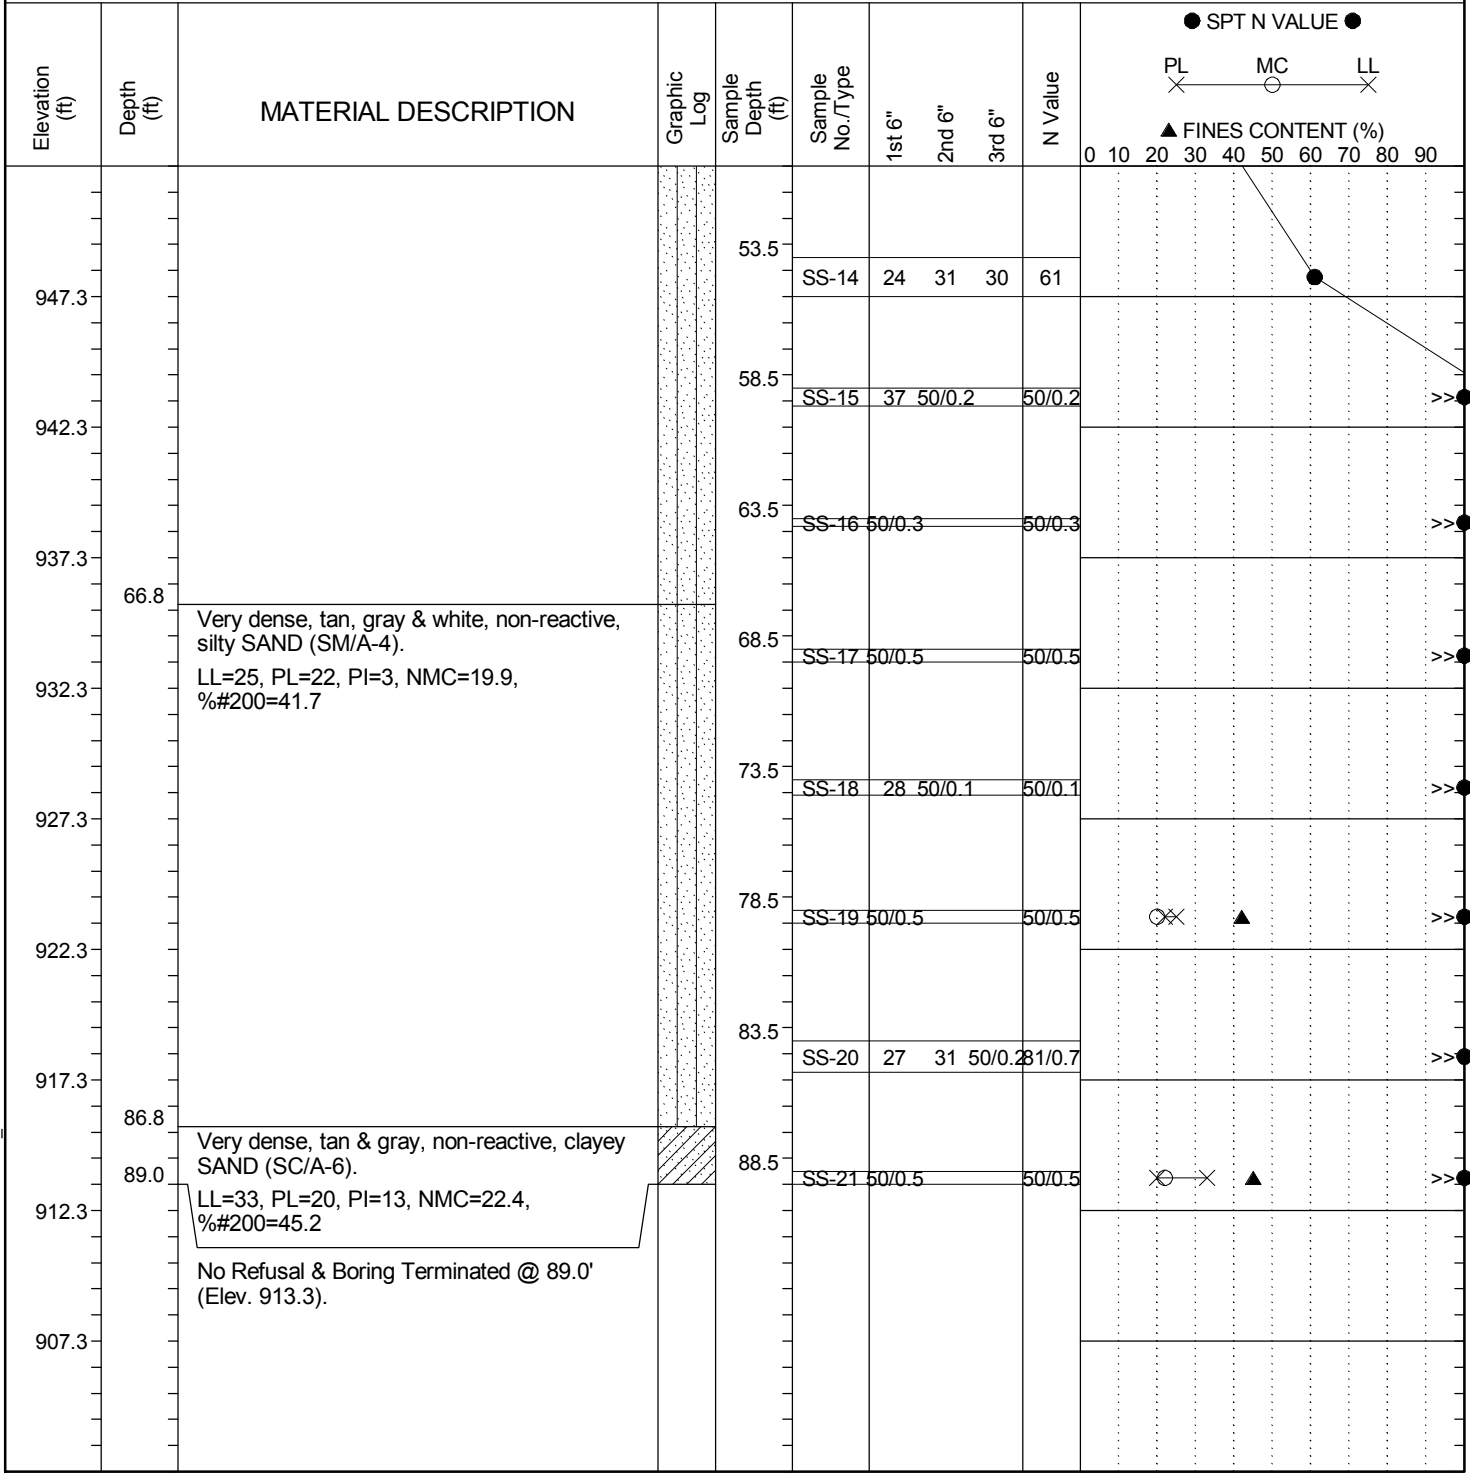 Elevation (ft)
Depth (ft)
MATERIAL DESCRIPTION
Graphic Log
Sample Depth (ft)
Sample No./Type
1st 6"
2nd 6"
3rd 6"
N Value
● SPT N VALUE ●
PL MC LL
▲ FINES CONTENT (%)
0 10 20 30 40 50 60 70 80 90
53.5
SS-14 24 31 30 61
947.3
58.5
SS-15 37 50/0.2 50/0.2 >>
942.3
63.5
SS-16 50/0.3 50/0.3 >>
937.3
66.8
Very dense, tan, gray & white, non-reactive,
silty SAND (SM/A-4).
68.5
SS-17 50/0.5 50/0.5 >>
LL=25, PL=22, PI=3, NMC=19.9,
%#200=41.7
932.3
73.5
SS-18 28 50/0.1 50/0.1 >>
927.3
78.5
SS-19 50/0.5 50/0.5 >>
922.3
83.5
SS-20 27 31 50/0.2 81/0.7 >>
917.3
86.8
Very dense, tan & gray, non-reactive, clayey
SAND (SC/A-6).
88.5
89.0
SS-21 50/0.5 50/0.5 >>
LL=33, PL=20, PI=13, NMC=22.4,
%#200=45.2
912.3
No Refusal & Boring Terminated @ 89.0'
(Elev. 913.3).
907.3